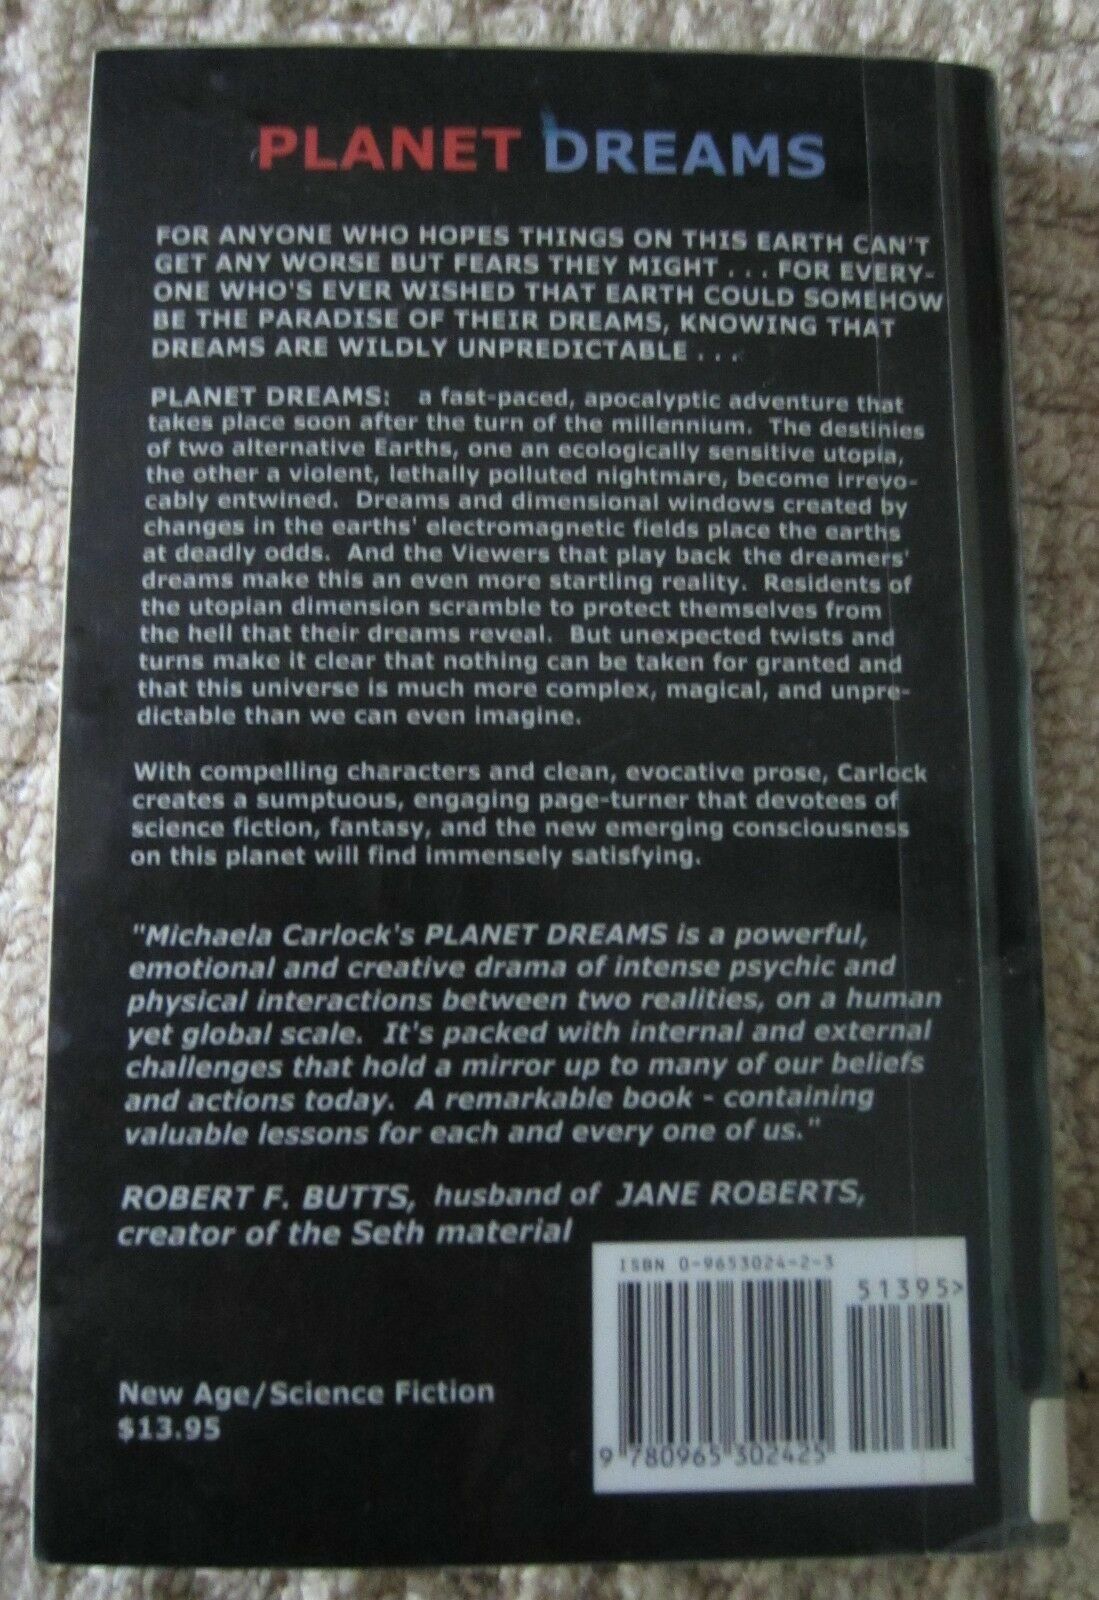 PLANET DREAMS
FOR ANYONE WHO HOPES THINGS ON THIS EARTH CAN'T
GET ANY WORSE BUT FEARS THEY MIGHT . . . FOR EVERY-
ONE WHO'S EVER WISHED THAT EARTH COULD SOMEHOW
BE THE PARADISE OF THEIR DREAMS, KNOWING THAT
DREAMS ARE WILDLY UNPREDICTABLE . . .
PLANET DREAMS: a fast-paced, apocalyptic adventure that
takes place soon after the turn of the millennium. The destinies
of two alternative Earths, one an ecologically sensitive utopia,
the other a violent, lethally polluted nightmare, become irrevo-
cably entwined. Dreams and dimensional windows created by
changes in the earths' electromagnetic fields place the earths
at deadly odds. And the Viewers that play back the dreamers'
dreams make this an even more startling reality. Residents of
the utopian dimension scramble to protect themselves from
the hell that their dreams reveal. But unexpected twists and
turns make it clear that nothing can be taken for granted and
that this universe is much more complex, magical, and unpre-
dictable than we can even imagine.
With compelling characters and clean, evocative prose, Carlock
creates a sumptuous, engaging page-turner that devotees of
science fiction, fantasy, and the new emerging consciousness
on this planet will find immensely satisfying.
"Michaela Carlock's PLANET DREAMS is a powerful,
emotional and creative drama of intense psychic and
physical interactions between two realities, on a human
yet global scale. It's packed with internal and external
challenges that hold a mirror up to many of our beliefs
and actions today. A remarkable book - containing
valuable lessons for each and every one of us."
ROBERT F. BUTTS, husband of JANE ROBERTS,
creator of the Seth material
ISBN 0-9653024-2-3
51395>
9 780965 302425
New Age/Science Fiction
$13.95